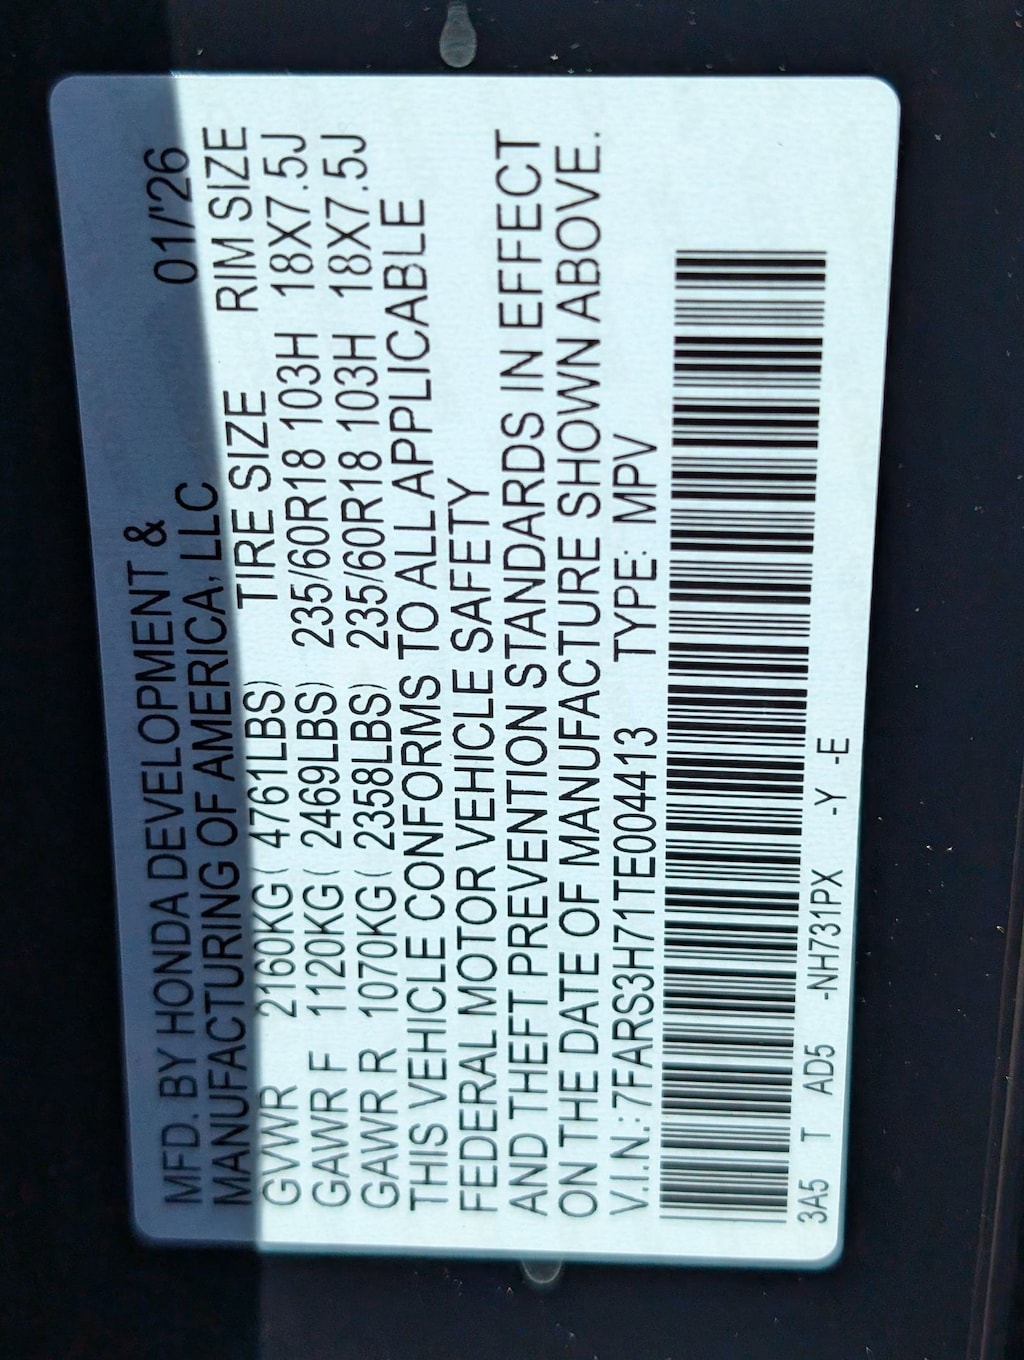 MFD. BY HONDA DEVELOPMENT &
MANUFACTURING OF AMERICA, LLC 01/'26
TIRE SIZE RIM SIZE
GVWR 2160KG( 4761LBS)
GAWR F 1120KG( 2469LBS) 235/60R18 103H 18X7.5J
GAWR R 1070KG( 2358LBS) 235/60R18 103H 18X7.5J
THIS VEHICLE CONFORMS TO ALL APPLICABLE
FEDERAL MOTOR VEHICLE SAFETY
AND THEFT PREVENTION STANDARDS IN EFFECT
ON THE DATE OF MANUFACTURE SHOWN ABOVE.
V.I.N.:7FARS3H71TE004413 TYPE: MPV
3A5 T AD5 -NH731PX -Y -E